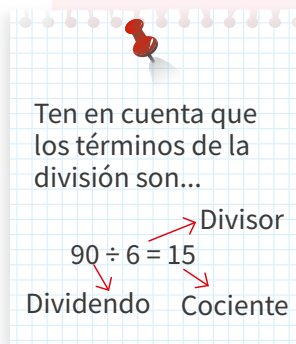 Ten en cuenta que
los términos de la
división son...
Divisor
90 ÷ 6 = 15
Dividendo Cociente